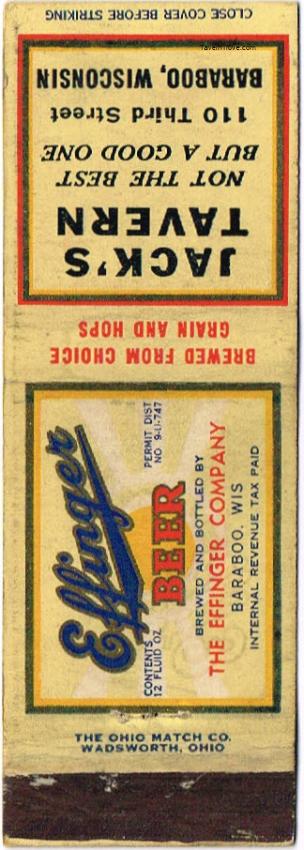 CLOSE COVER BEFORE STRIKING
JACK'S
TAVERN
NOT THE BEST
BUT A GOOD ONE
110 Third Street
BARABOO, WISCONSIN
BREWED FROM CHOICE
GRAIN AND HOPS
Effinger
BEER
CONTENTS
12 FLUID OZ.
PERMIT DIST
NO 9-U-747
BREWED AND BOTTLED BY
THE EFFINGER COMPANY
BARABOO, WIS
INTERNAL REVENUE TAX PAID
THE OHIO MATCH CO.
WADSWORTH, OHIO